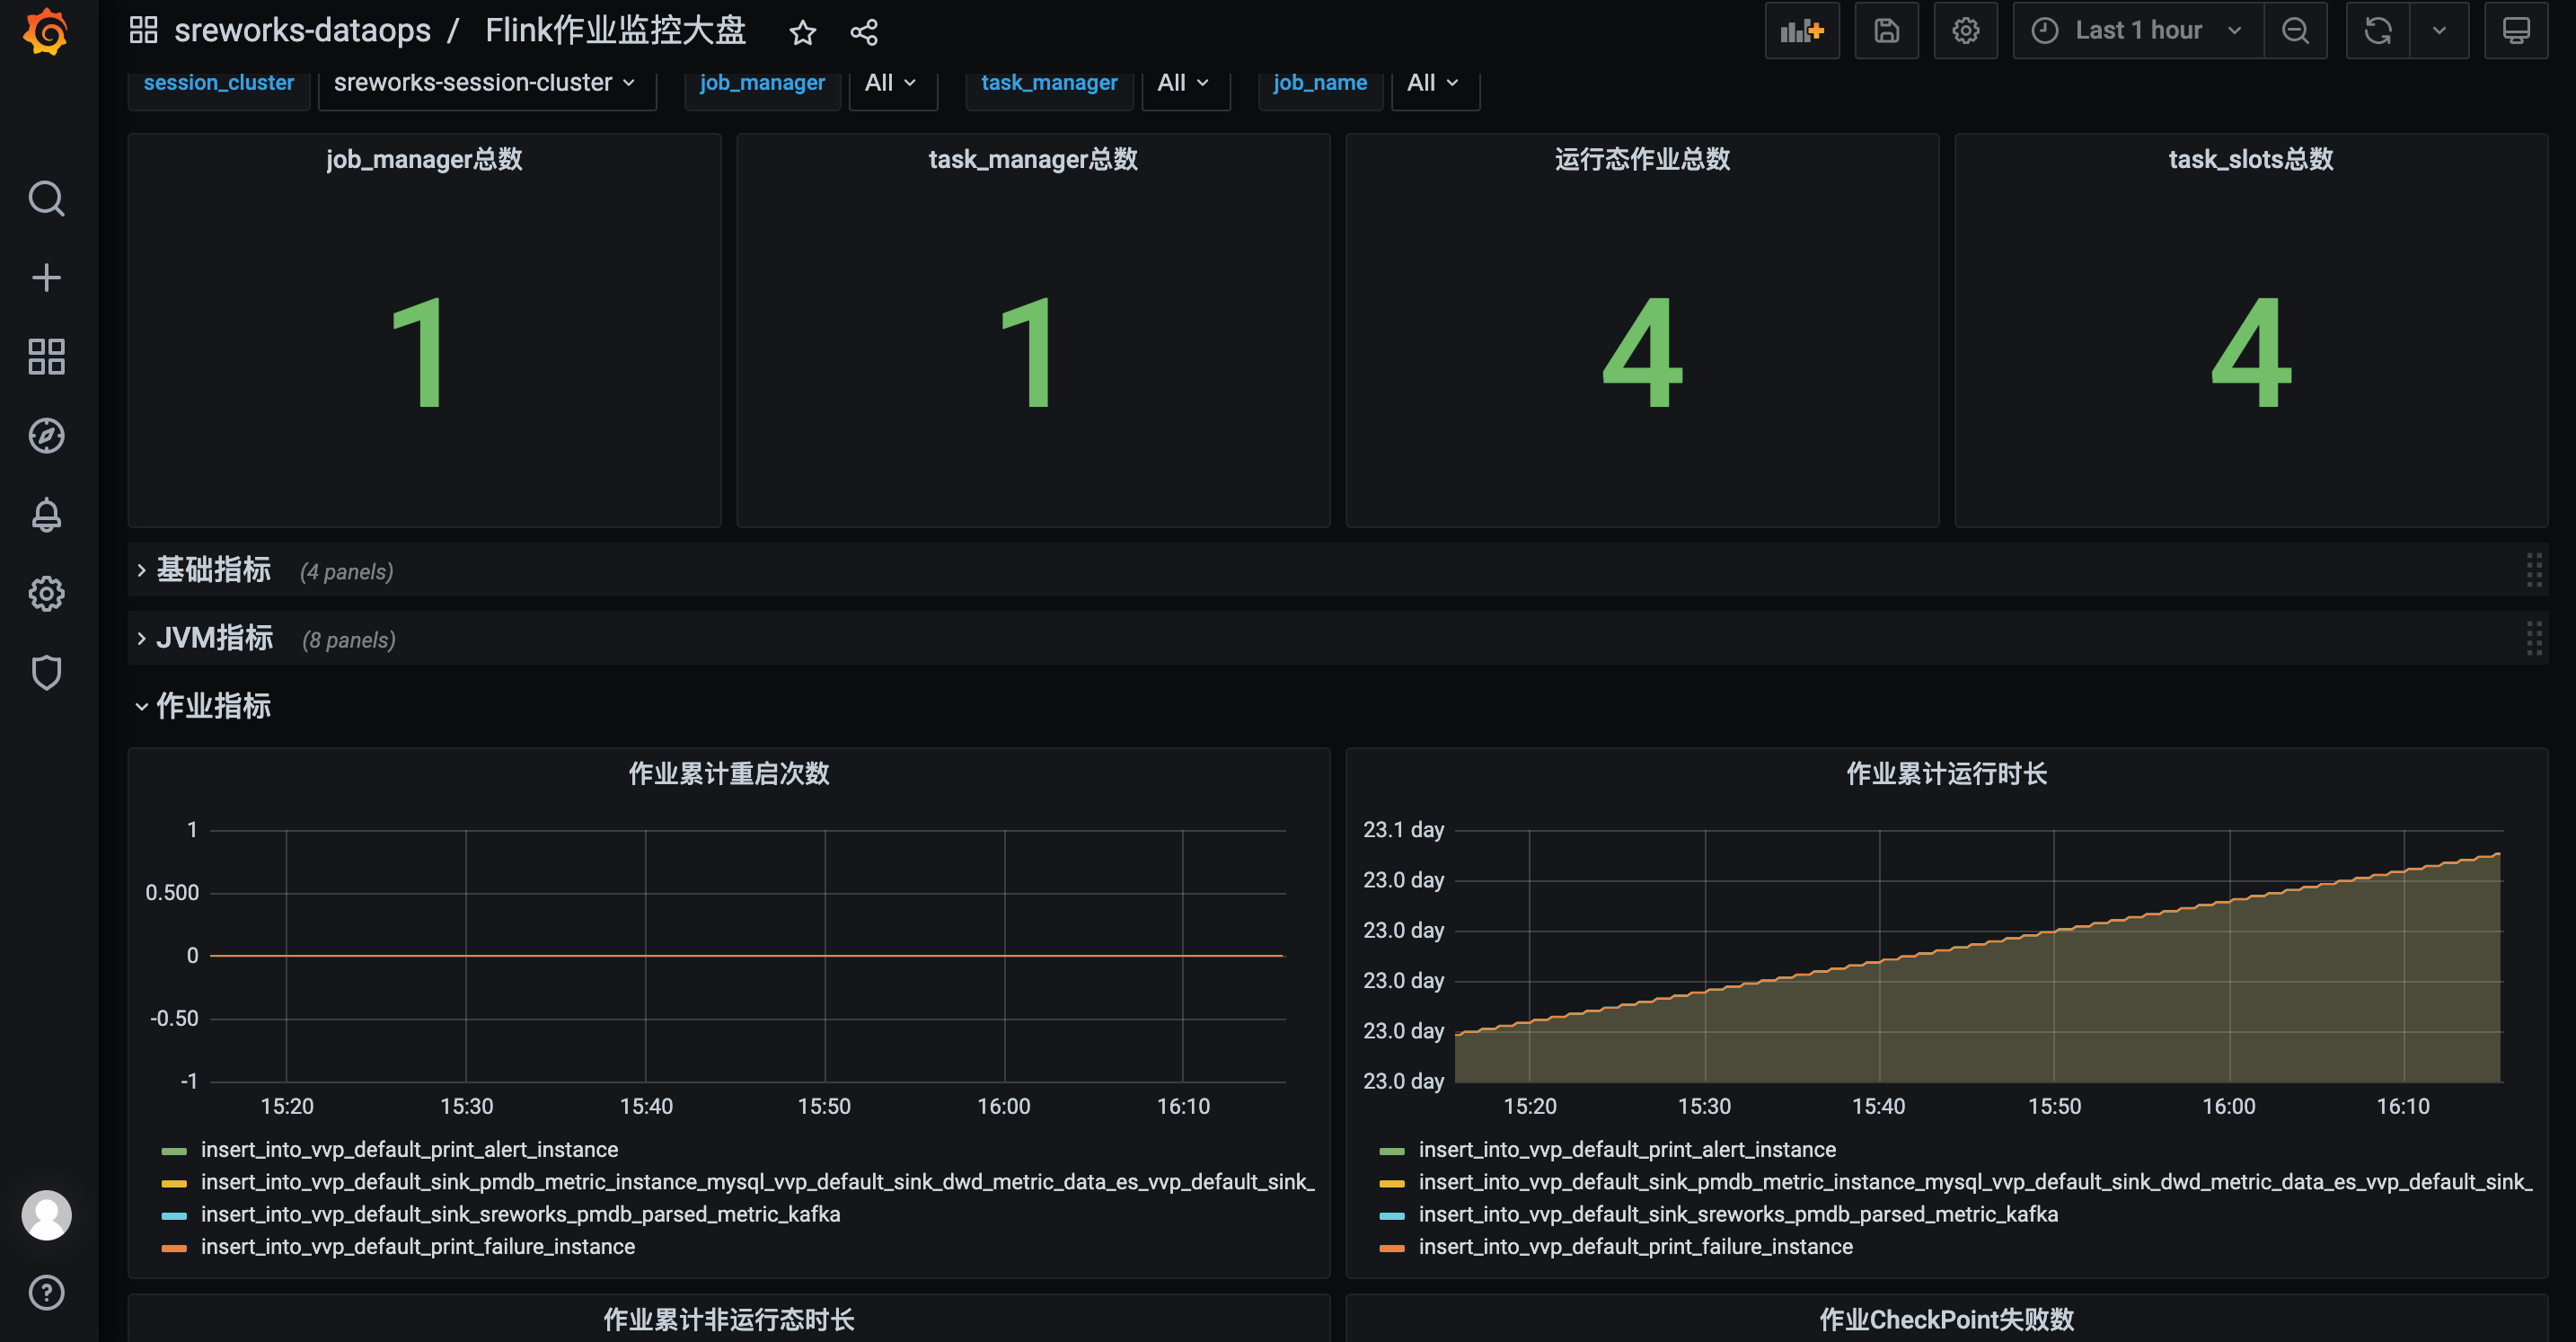 sreworks-dataops / Flink作业监控大盘
Last 1 hour
session_cluster sreworks-session-cluster job_manager All task_manager All job_name All
job_manager总数
1
task_manager总数
1
运行态作业总数
4
task_slots总数
4
基础指标 (4 panels)
JVM指标 (8 panels)
作业指标
作业累计重启次数
1
0.500
0
-0.50
-1
15:20 15:30 15:40 15:50 16:00 16:10
insert_into_vvp_default_print_alert_instance
insert_into_vvp_default_sink_pmdb_metric_instance_mysql_vvp_default_sink_dwd_metric_data_es_vvp_default_sink_
insert_into_vvp_default_sink_sreworks_pmdb_parsed_metric_kafka
insert_into_vvp_default_print_failure_instance
作业累计运行时长
23.1 day
23.0 day
23.0 day
23.0 day
23.0 day
23.0 day
15:20 15:30 15:40 15:50 16:00 16:10
insert_into_vvp_default_print_alert_instance
insert_into_vvp_default_sink_pmdb_metric_instance_mysql_vvp_default_sink_dwd_metric_data_es_vvp_default_sink_
insert_into_vvp_default_sink_sreworks_pmdb_parsed_metric_kafka
insert_into_vvp_default_print_failure_instance
作业累计非运行态时长
作业CheckPoint失败数